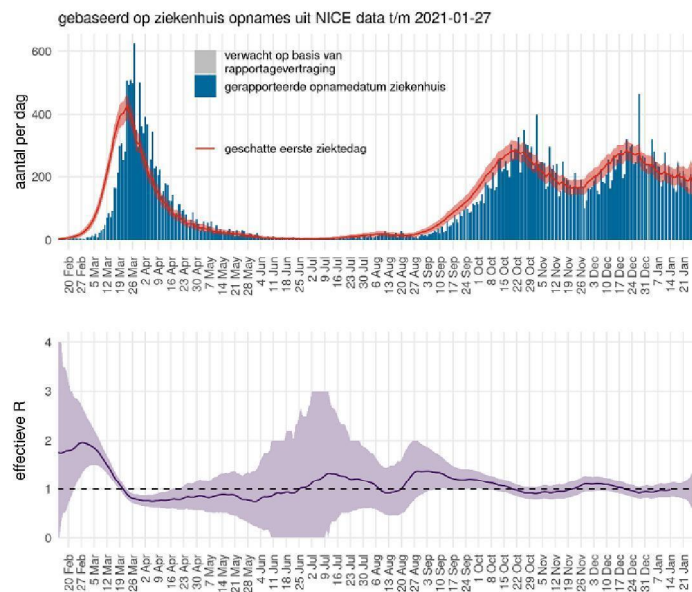 gebaseerd op ziekenhuis opnames uit NICE data t/m 2021-01-27
aantal per dag
600
400
200
0
verwacht op basis van
rapportagevertraging
gerapporteerde opnamedatum ziekenhuis
geschatte eerste ziektedag
20 Feb
27 Feb
5 Mar
12 Mar
19 Mar
26 Mar
2 Apr
9 Apr
16 Apr
23 Apr
30 Apr
7 May
14 May
21 May
28 May
4 Jun
11 Jun
18 Jun
25 Jun
2 Jul
9 Jul
16 Jul
23 Jul
30 Jul
6 Aug
13 Aug
20 Aug
27 Aug
3 Sep
10 Sep
17 Sep
24 Sep
1 Oct
8 Oct
15 Oct
22 Oct
29 Oct
5 Nov
12 Nov
19 Nov
26 Nov
3 Dec
10 Dec
17 Dec
24 Dec
31 Dec
7 Jan
14 Jan
21 Jan
effectieve R
4
3
2
1
0
20 Feb
27 Feb
5 Mar
12 Mar
19 Mar
26 Mar
2 Apr
9 Apr
16 Apr
23 Apr
30 Apr
7 May
14 May
21 May
28 May
4 Jun
11 Jun
18 Jun
25 Jun
2 Jul
9 Jul
16 Jul
23 Jul
30 Jul
6 Aug
13 Aug
20 Aug
27 Aug
3 Sep
10 Sep
17 Sep
24 Sep
1 Oct
8 Oct
15 Oct
22 Oct
29 Oct
5 Nov
12 Nov
19 Nov
26 Nov
3 Dec
10 Dec
17 Dec
24 Dec
31 Dec
7 Jan
14 Jan
21 Jan